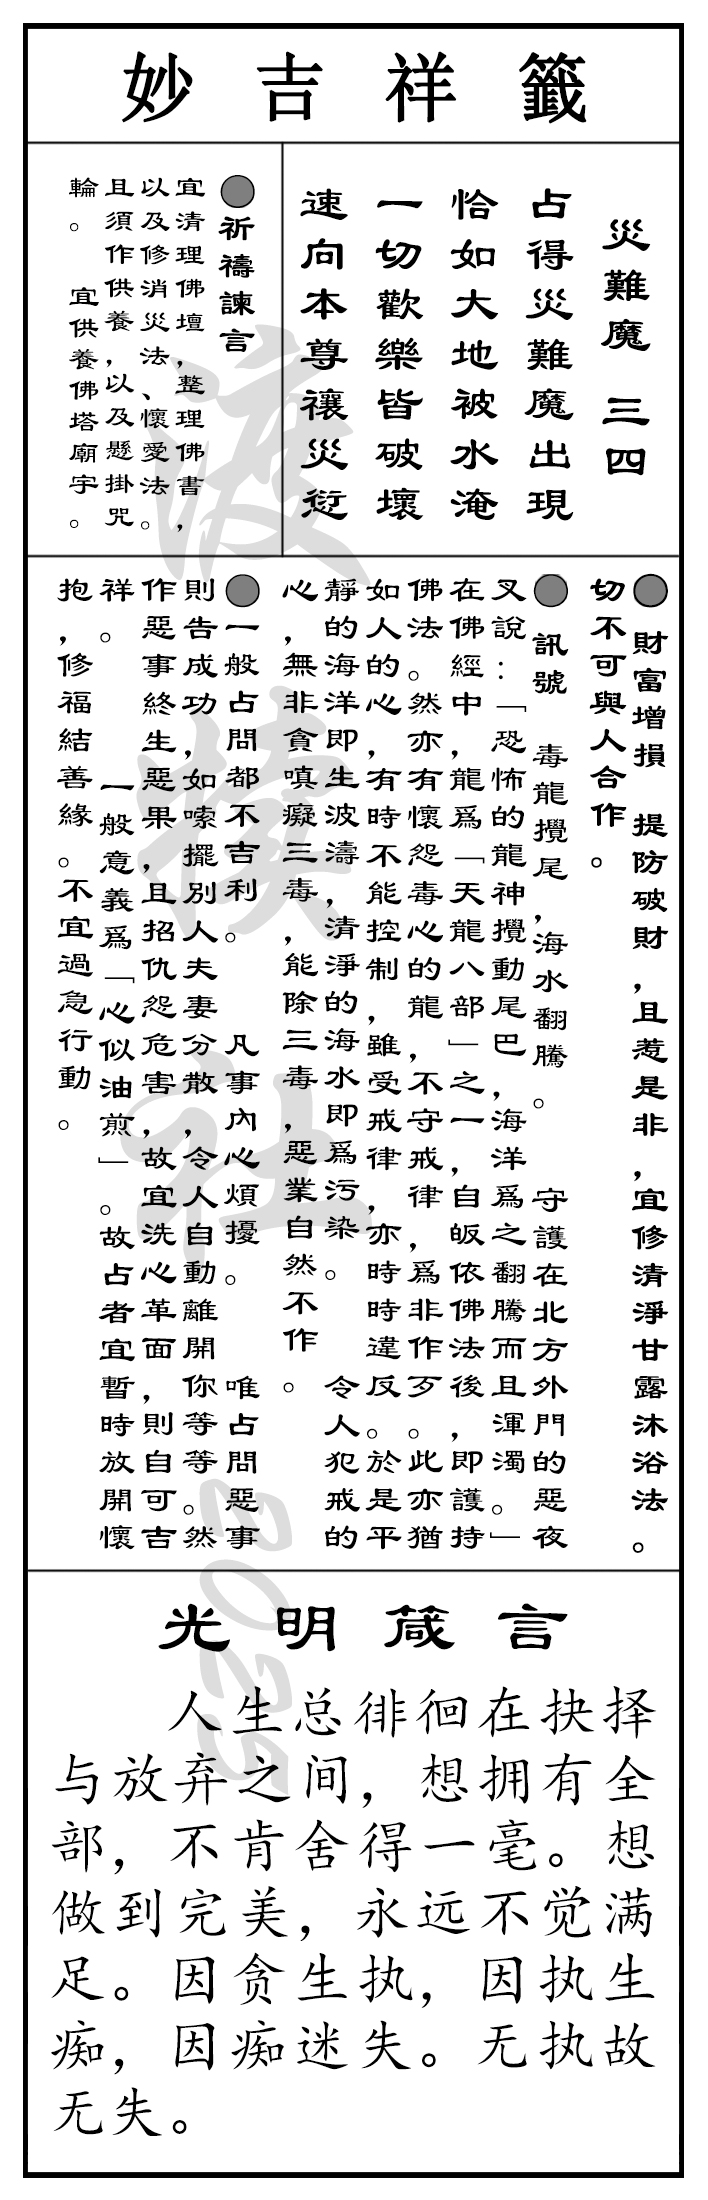 妙吉祥籤
災難魔 三四
占得災難魔出現
恰如大地被水淹
一切歡樂皆破壞
速向本尊禳災愆
●祈禱諫言
宜清理佛壇,整理佛書,
以及修消災法、懷愛法。
且須作供養,以及懸掛咒
輪。 宜供養佛塔廟宇。
●財富增損 提防破財,且惹是非,宜修清淨甘露沐浴法。
切不可與人合作。
●訊號 毒龍攪尾,海水翻騰。 守護在北方外門的惡夜
叉說:「恐怖的龍神攪動尾巴,海洋爲之翻騰而且渾濁。」
在佛經中,龍爲「天龍八部」之一,自皈依佛法後,即護持
佛法。然亦有懷怨毒心的龍,不守戒律,爲非作歹。此亦猶
如人的心,有時不能控制,雖受戒律,亦時時違反。於是平
靜的海洋即生波濤,清淨的海水即爲污染。 令人犯戒的
心,無非貪嗔癡三毒,能除三毒,惡業自然不作。
●一般占問都不吉利。 凡事內心煩擾。 唯占問惡事
則告成功,如嗦擺別人夫妻分散,令人自動離開你等等。然
作惡事終生惡果,且招仇怨危害,故宜洗心革面,則自可吉
祥。 一般意義爲「心似油煎」。故占者宜暫時放開懷
抱,修福結善緣。不宜過急行動。
光明箴言
人生总徘徊在抉择
与放弃之间，想拥有全
部，不肯舍得一毫。想
做到完美，永远不觉满
足。因贪生执，因执生
痴，因痴迷失。无执故
无失。
2025